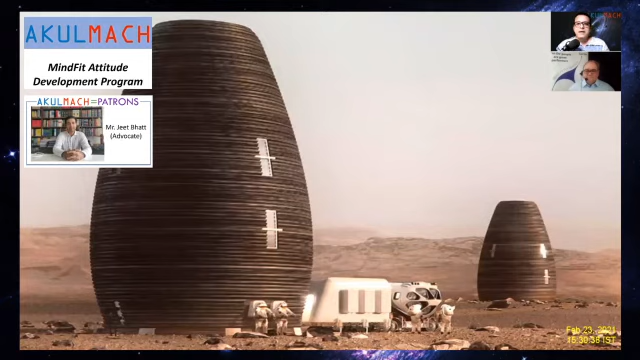 AKULMACH
MindFit Attitude
Development Program
AKULMACH=PATRONS
Mr. Jeet Bhatt
(Advocate)
Feb 23, 2021
15:30:38 IST